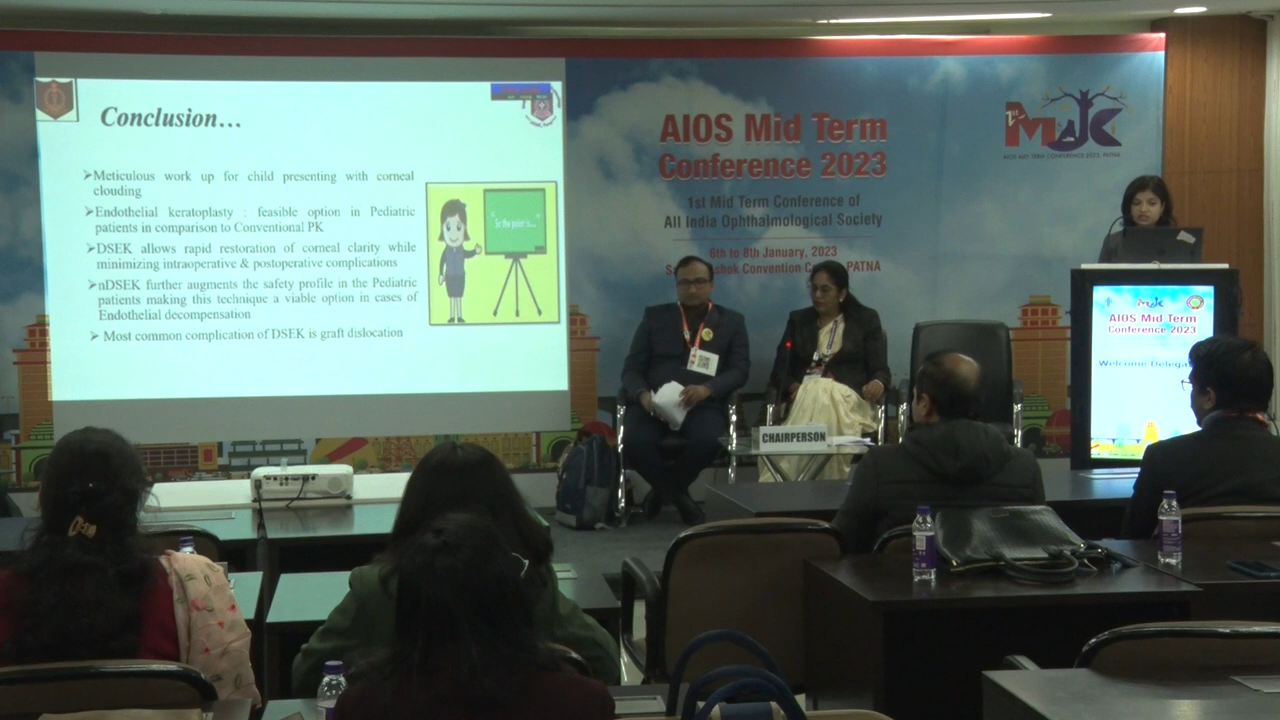 Conclusion…
➢Meticulous work up for child presenting with corneal
clouding
➢Endothelial keratoplasty : feasible option in Pediatric
patients in comparison to Conventional PK
➢DSEK allows rapid restoration of corneal clarity while
minimizing intraoperative & postoperative complications
➢nDSEK further augments the safety profile in the Pediatric
patients making this technique a viable option in cases of
Endothelial decompensation
➢Most common complication of DSEK is graft dislocation
So the point is...
AIOS Mid Term
Conference 2023
1st Mid Term Conference of
All India Ophthalmological Society
6th to 8th January, 2023
PATNA
1st
MJC
AIOS MID TERM CONFERENCE 2023, PATNA
CHAIRPERSON
AIOS Mid Term
Conference 2023
Welcome Delega